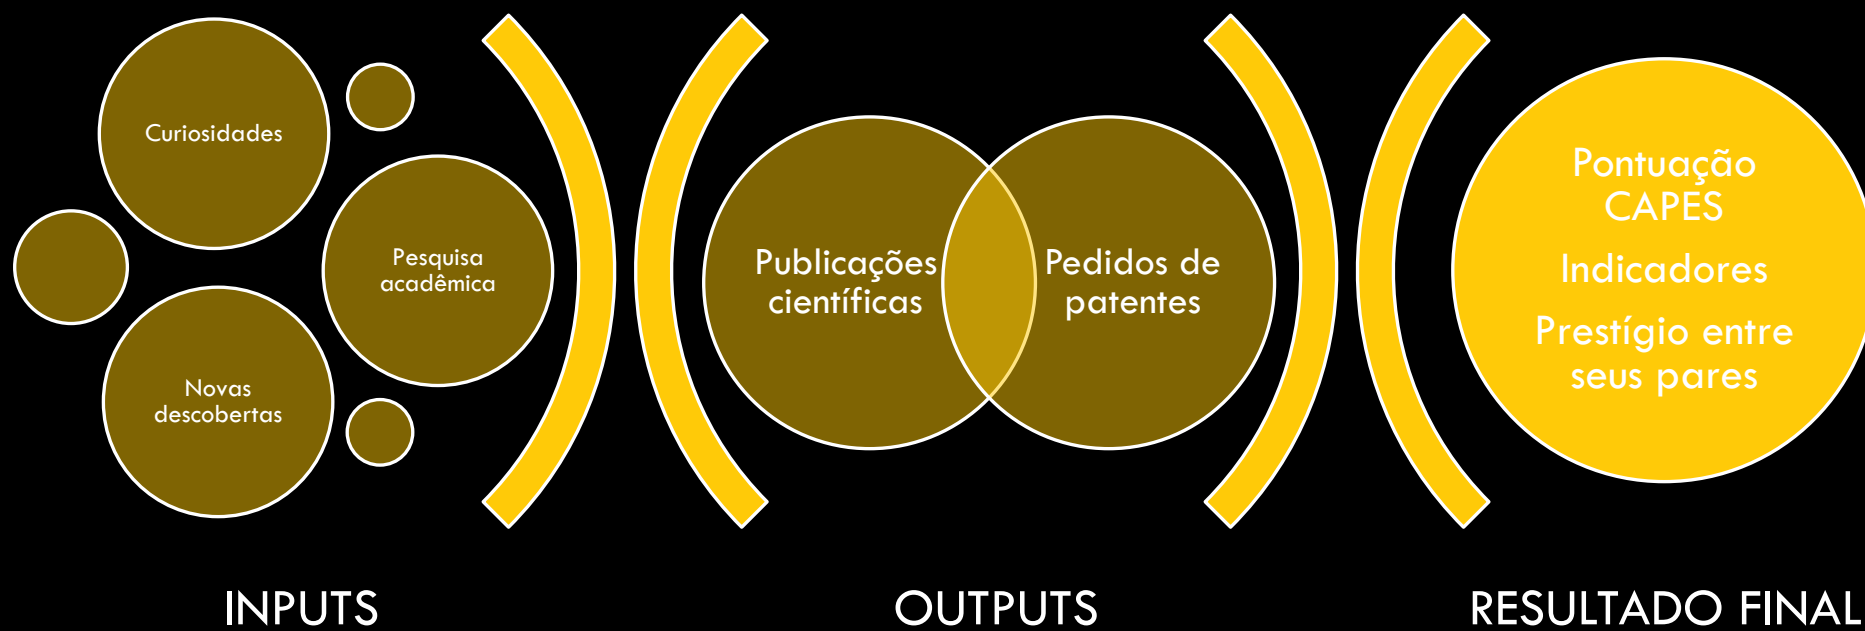 Curiosidades
Pesquisa
acadêmica
Novas
descobertas
INPUTS
Publicações
científicas
Pedidos de
patentes
OUTPUTS
Pontuação
CAPES
Indicadores
Prestígio entre
seus pares
RESULTADO FINAL